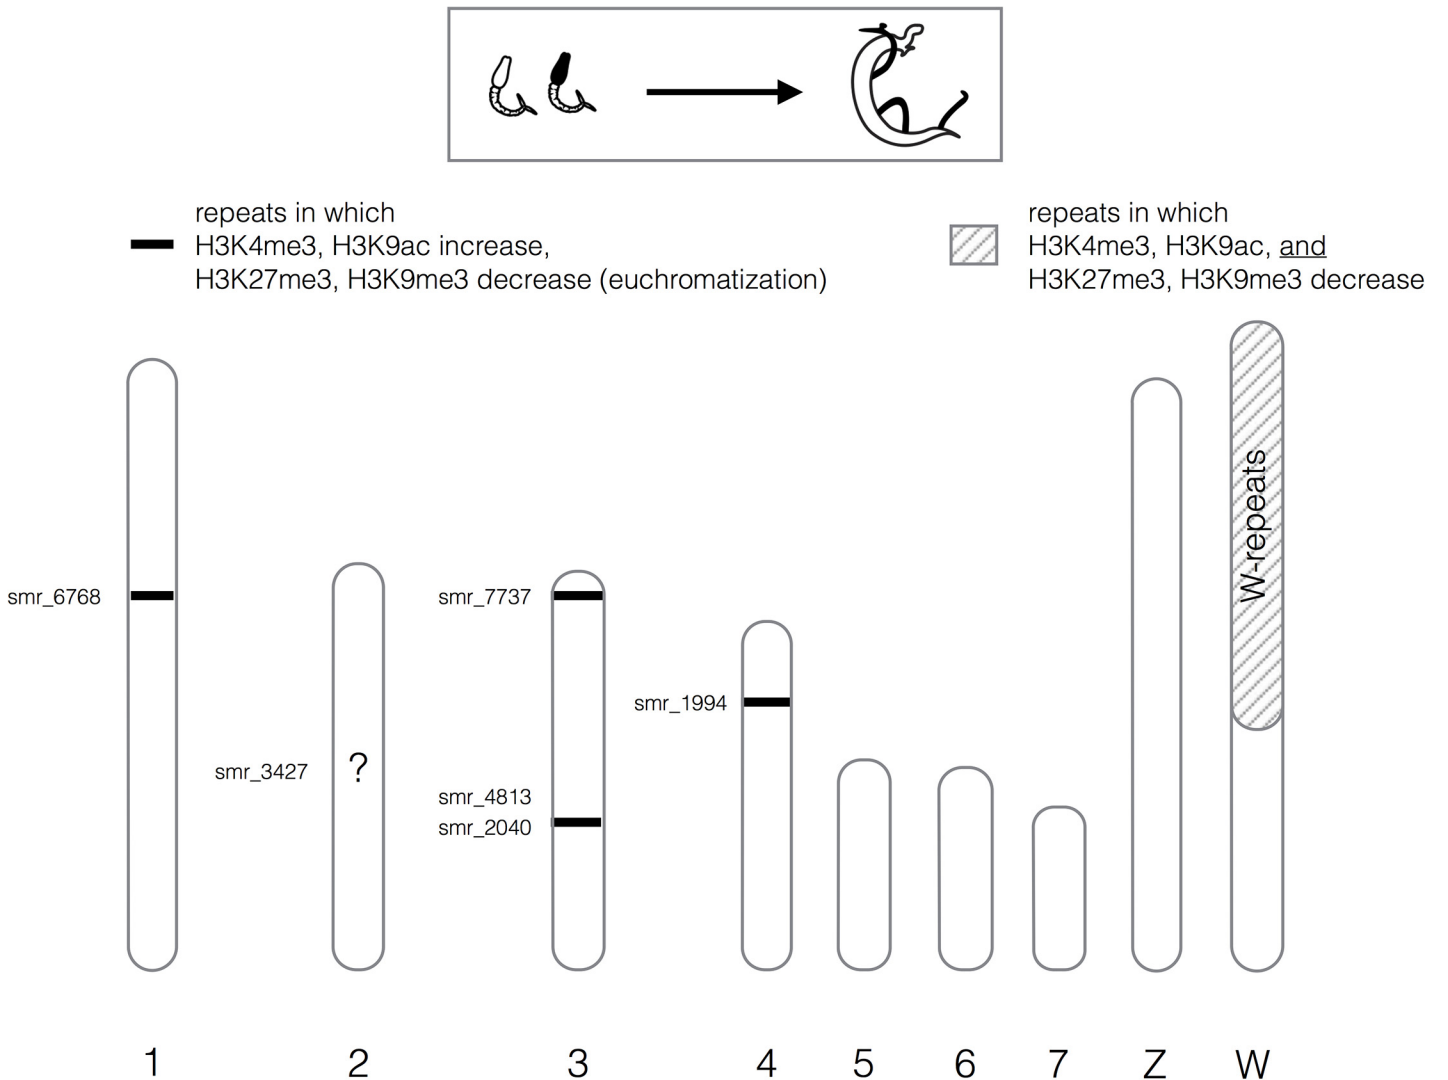 repeats in which
H3K4me3, H3K9ac increase,
H3K27me3, H3K9me3 decrease (euchromatization)
repeats in which
H3K4me3, H3K9ac, and
H3K27me3, H3K9me3 decrease
W-repeats
smr_6768
smr_7737
smr_1994
smr_3427
?
smr_4813
smr_2040
1 2 3 4 5 6 7 Z W